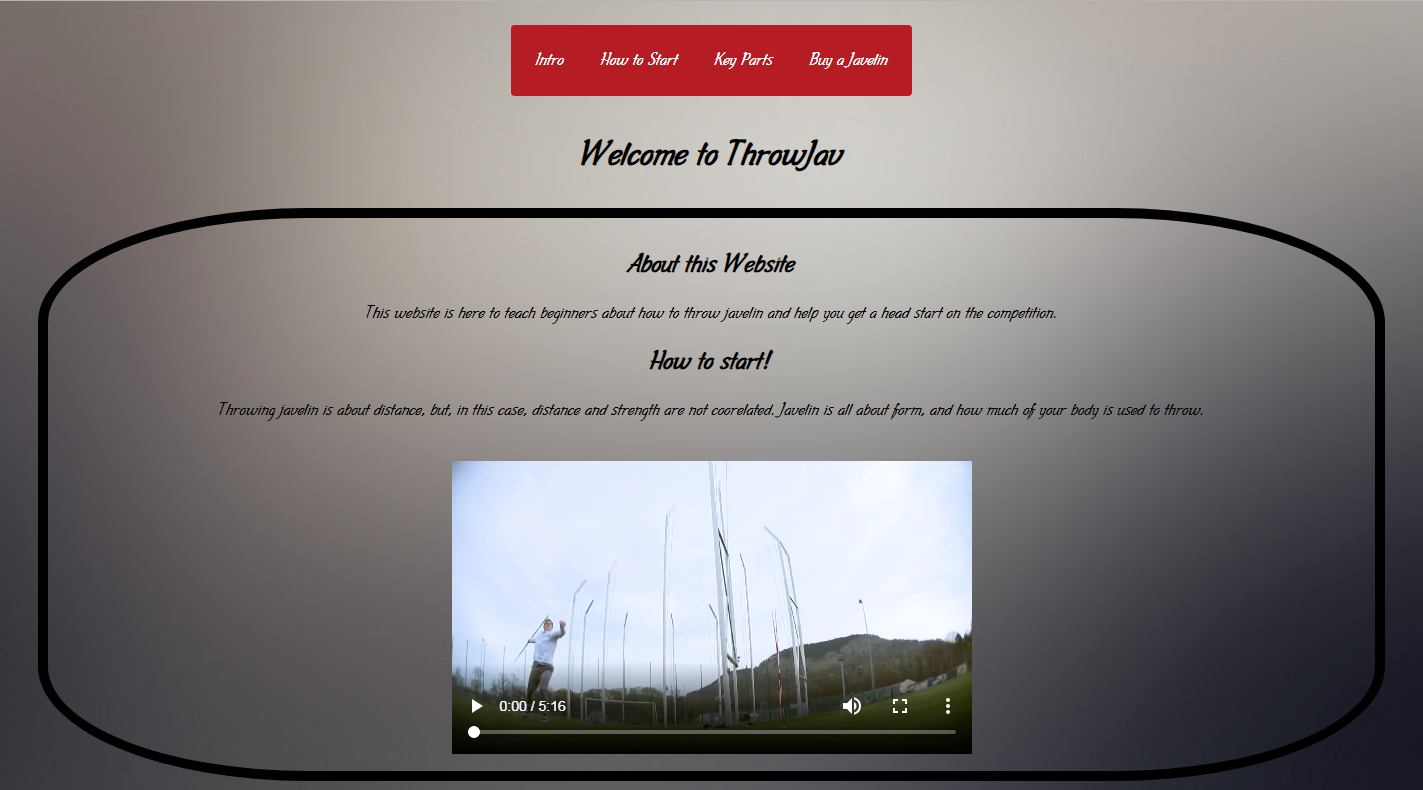 Intro How to Start Key Parts Buy a Javelin
Welcome to ThrowJav
About this Website
This website is here to teach beginners about how to throw javelin and help you get a head start on the competition.
How to start!
Throwing javelin is about distance, but, in this case, distance and strength are not coorelated. Javelin is all about form, and how much of your body is used to throw.
0:00 / 5:16